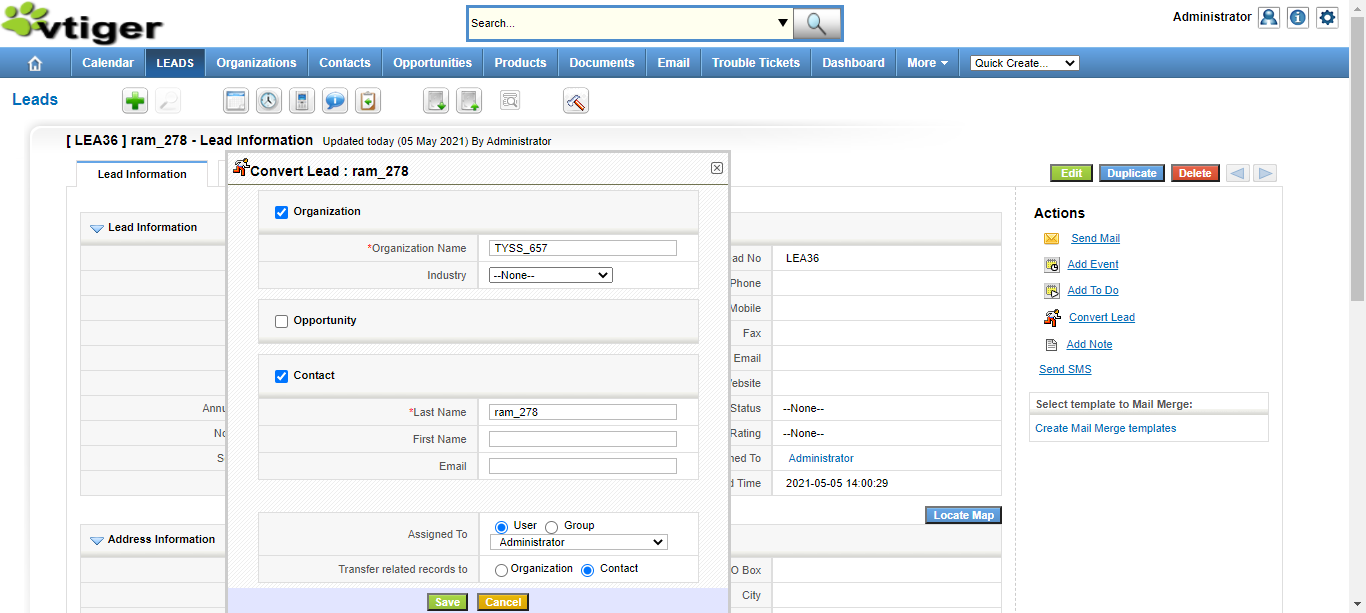 vtiger
Search...
Administrator
Calendar LEADS Organizations Contacts Opportunities Products Documents Email Trouble Tickets Dashboard More Quick Create...
Leads
[ LEA36 ] ram_278 - Lead Information Updated today (05 May 2021) By Administrator
Lead Information
Edit Duplicate Delete
Convert Lead : ram_278
Organization
*Organization Name TYSS_657
Industry --None--
Opportunity
Contact
*Last Name ram_278
First Name
Email
Assigned To User Group
Administrator
Transfer related records to Organization Contact
Save Cancel
Lead Information
No LEA36
Phone
Mobile
Fax
Email
Status --None--
Rating --None--
To Administrator
Time 2021-05-05 14:00:29
Locate Map
Address Information
Box
City
Actions
Send Mail
Add Event
Add To Do
Convert Lead
Add Note
Send SMS
Select template to Mail Merge:
Create Mail Merge templates